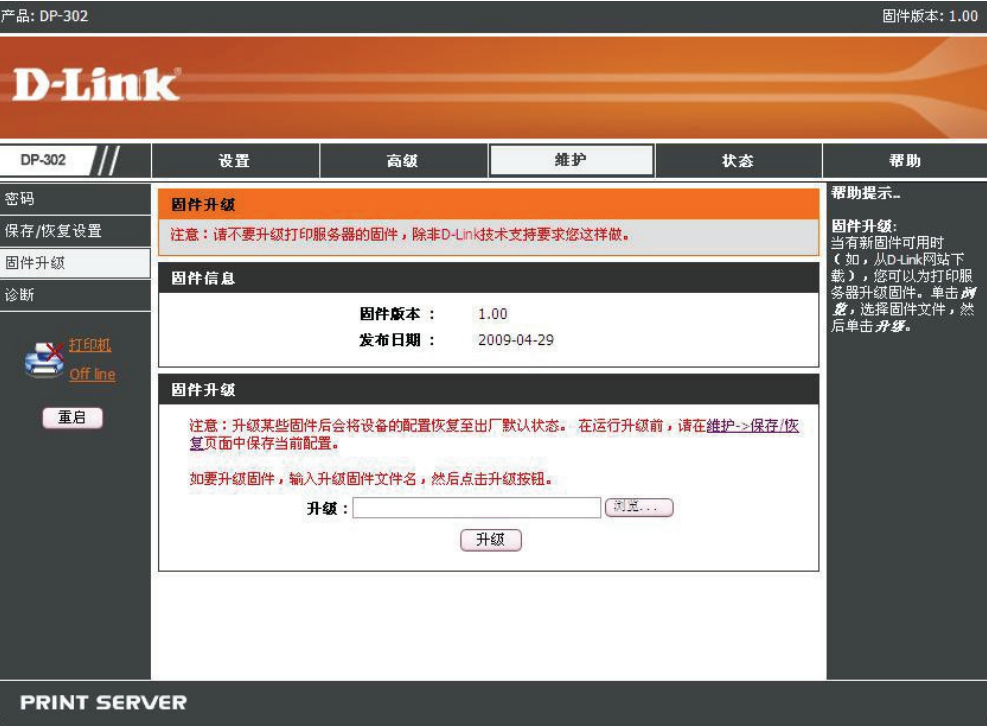 产品: DP-302
固件版本: 1.00
D-Link
DP-302
设置
高级
维护
状态
帮助
密码
保存/恢复设置
固件升级
诊断
打印机
Off line
重启
固件升级
注意：请不要升级打印服务器的固件，除非D-Link技术支持要求您这样做。
固件信息
固件版本 ： 1.00
发布日期 ： 2009-04-29
固件升级
注意：升级某些固件后会将设备的配置恢复至出厂默认状态。 在运行升级前，请在维护->保存/恢
复页面中保存当前配置。
如要升级固件，输入升级固件文件名，然后点击升级按钮。
升级：
浏览...
升级
帮助提示..
固件升级:
当有新固件可用时
（如，从D-Link网站下
载），您可以为打印服
务器升级固件。单击浏
览，选择固件文件，然
后单击升级。
PRINT SERVER